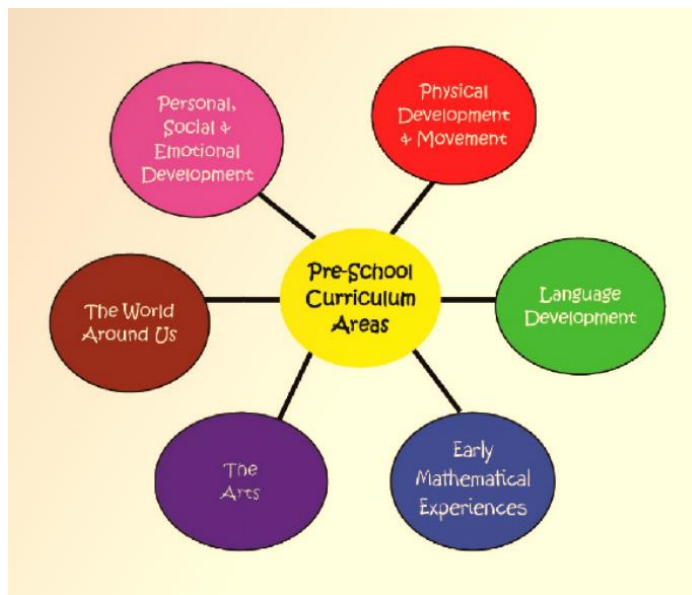 Personal,
Social &
Emotional
Development
Physical
Development
& Movement
Pre-School
Curriculum
Areas
The World
Around Us
Language
Development
The
Arts
Early
Mathematical
Experiences